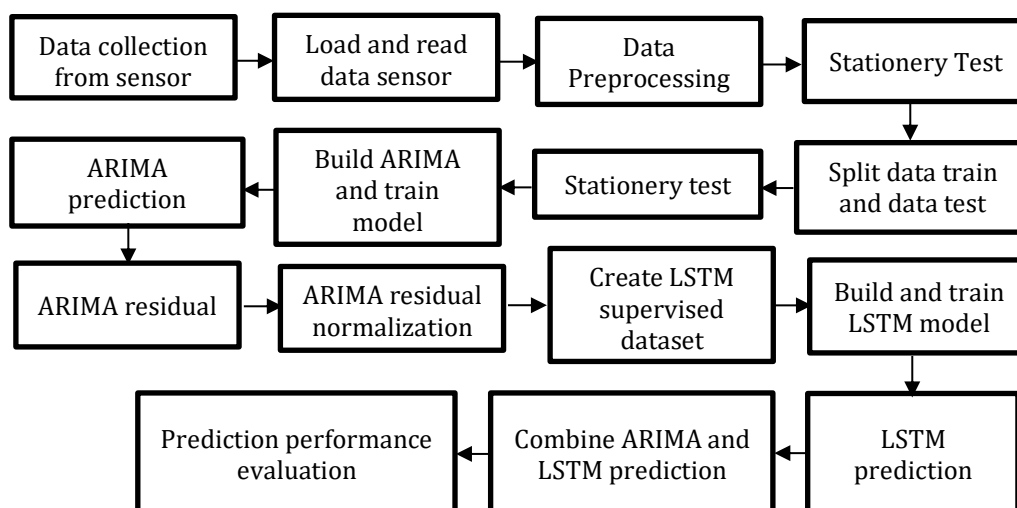 Data collection
from sensor
Load and read
data sensor
Data
Preprocessing
Stationery Test
Split data train
and data test
Stationery test
Build ARIMA
and train
model
ARIMA
prediction
ARIMA residual
ARIMA residual
normalization
Create LSTM
supervised
dataset
Build and train
LSTM model
LSTM
prediction
Combine ARIMA and
LSTM prediction
Prediction performance
evaluation